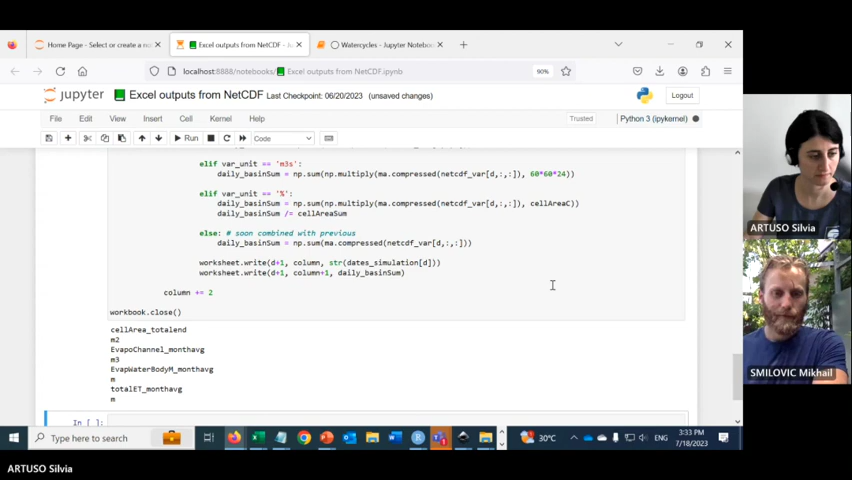 Home Page - Select or create a no
Excel outputs from NetCDF - J
Watercycles - Jupyter Notebook
localhost:8888/notebooks/ Excel outputs from NetCDF.ipynb
90%
jupyter Excel outputs from NetCDF Last Checkpoint: 06/20/2023 (unsaved changes)
Logout
File Edit View Insert Cell Kernel Help
Trusted
Python 3 (ipykernel)
Run
Code
elif var_unit == 'm3s':
daily_basinSum = np.sum(np.multiply(ma.compressed(netcdf_var[d,:,:]), 60*60*24))
elif var_unit == '%':
daily_basinSum = np.sum(np.multiply(ma.compressed(netcdf_var[d,:,:]), cellAreaC))
daily_basinSum /= cellAreaSum
else: # soon combined with previous
daily_basinSum = np.sum(ma.compressed(netcdf_var[d,:,:]))
worksheet.write(d+1, column, str(dates_simulation[d]))
worksheet.write(d+1, column+1, daily_basinSum)
column += 2
workbook.close()
cellArea_totalend
m2
EvapoChannel_monthavg
m3
EvapWaterBodyM_monthavg
m
totalET_monthavg
m
In [ ]:
ARTUSO Silvia
SMILOVIC Mikhail
Type here to search
30°C
ENG
3:33 PM
7/18/2023
ARTUSO Silvia